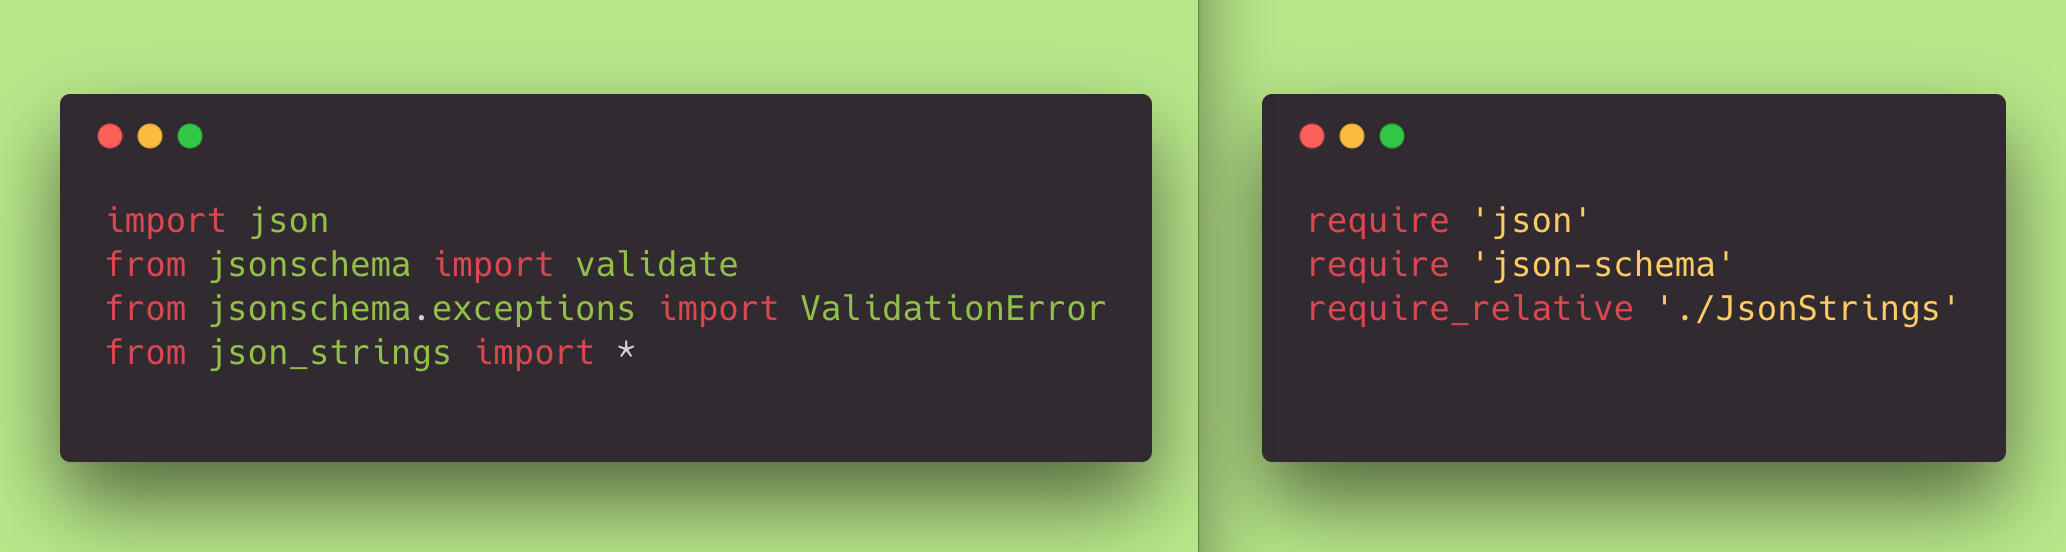 import json
from jsonschema import validate
from jsonschema.exceptions import ValidationError
from json_strings import *
require 'json'
require 'json-schema'
require_relative './JsonStrings'